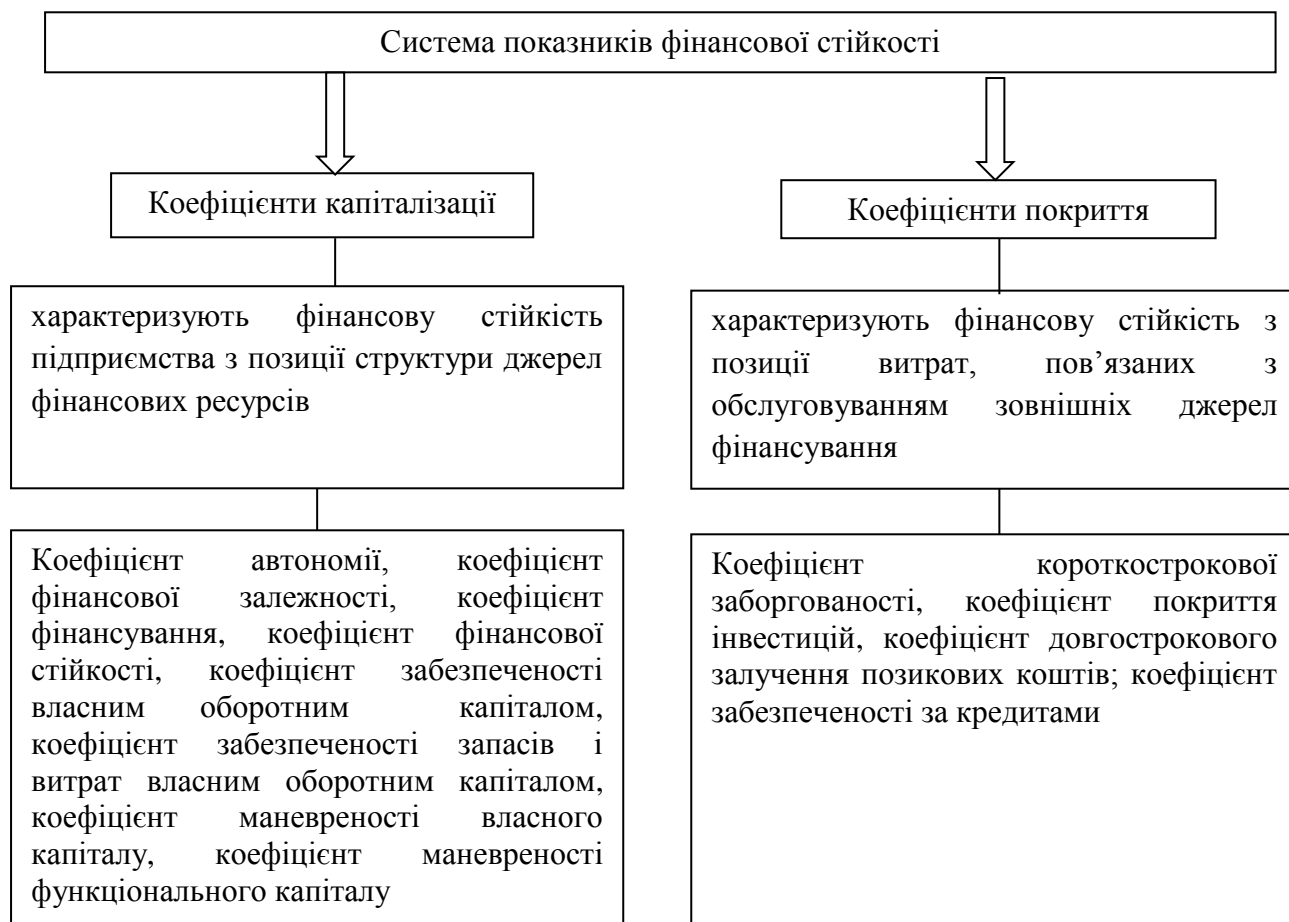 Система показників фінансової стійкості
Коефіцієнти капіталізації
Коефіцієнти покриття
характеризують фінансову стійкість
підприємства з позиції структури джерел
фінансових ресурсів
характеризують фінансову стійкість з
позиції витрат, пов’язаних з
обслуговуванням зовнішніх джерел
фінансування
Коефіцієнт автономії, коефіцієнт
фінансової залежності, коефіцієнт
фінансування, коефіцієнт фінансової
стійкості, коефіцієнт забезпеченості
власним оборотним капіталом,
коефіцієнт забезпеченості запасів і
витрат власним оборотним капіталом,
коефіцієнт маневреності власного
капіталу, коефіцієнт маневреності
функціонального капіталу
Коефіцієнт короткострокової
заборгованості, коефіцієнт покриття
інвестицій, коефіцієнт довгострокового
залучення позикових коштів; коефіцієнт
забезпеченості за кредитами